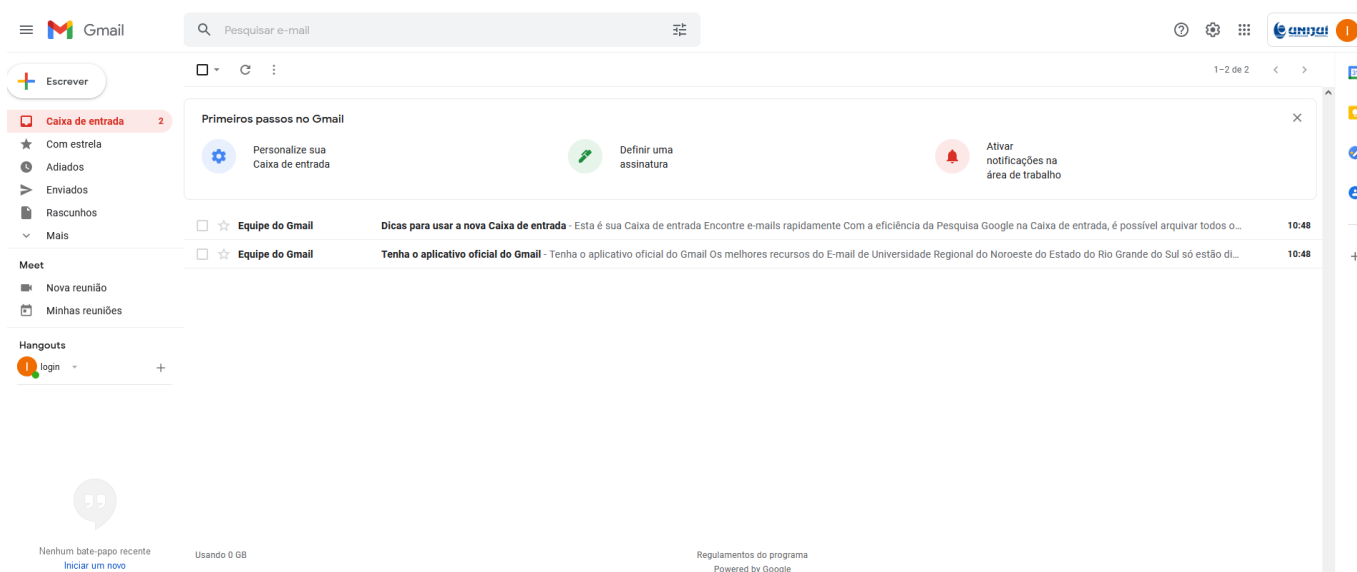 Gmail
Pesquisar e-mail
unijuí
I
Escrever
1–2 de 2
Caixa de entrada 2
Com estrela
Adiados
Enviados
Rascunhos
Mais
Meet
Nova reunião
Minhas reuniões
Hangouts
I login
Nenhum bate-papo recente
Iniciar um novo
Primeiros passos no Gmail
Personalize sua
Caixa de entrada
Definir uma
assinatura
Ativar
notificações na
área de trabalho
Equipe do Gmail Dicas para usar a nova Caixa de entrada - Esta é sua Caixa de entrada Encontre e-mails rapidamente Com a eficiência da Pesquisa Google na Caixa de entrada, é possível arquivar todos o... 10:48
Equipe do Gmail Tenha o aplicativo oficial do Gmail - Tenha o aplicativo oficial do Gmail Os melhores recursos do E-mail de Universidade Regional do Noroeste do Estado do Rio Grande do Sul só estão di... 10:48
Usando 0 GB
Regulamentos do programa
Powered by Google